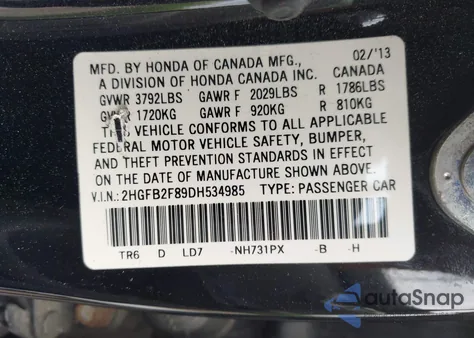 MFD. BY HONDA OF CANADA MFG., 02/'13
A DIVISION OF HONDA CANADA INC. CANADA
GVWR 3792LBS GAWR F 2029LBS R 1786LBS
GVWR 1720KG GAWR F 920KG R 810KG
THIS VEHICLE CONFORMS TO ALL APPLICABLE
FEDERAL MOTOR VEHICLE SAFETY, BUMPER,
AND THEFT PREVENTION STANDARDS IN EFFECT
ON THE DATE OF MANUFACTURE SHOWN ABOVE.
V.I.N.: 2HGFB2F89DH534985 TYPE: PASSENGER CAR
TR6 D LD7 -NH731PX -B -H
autaSnap